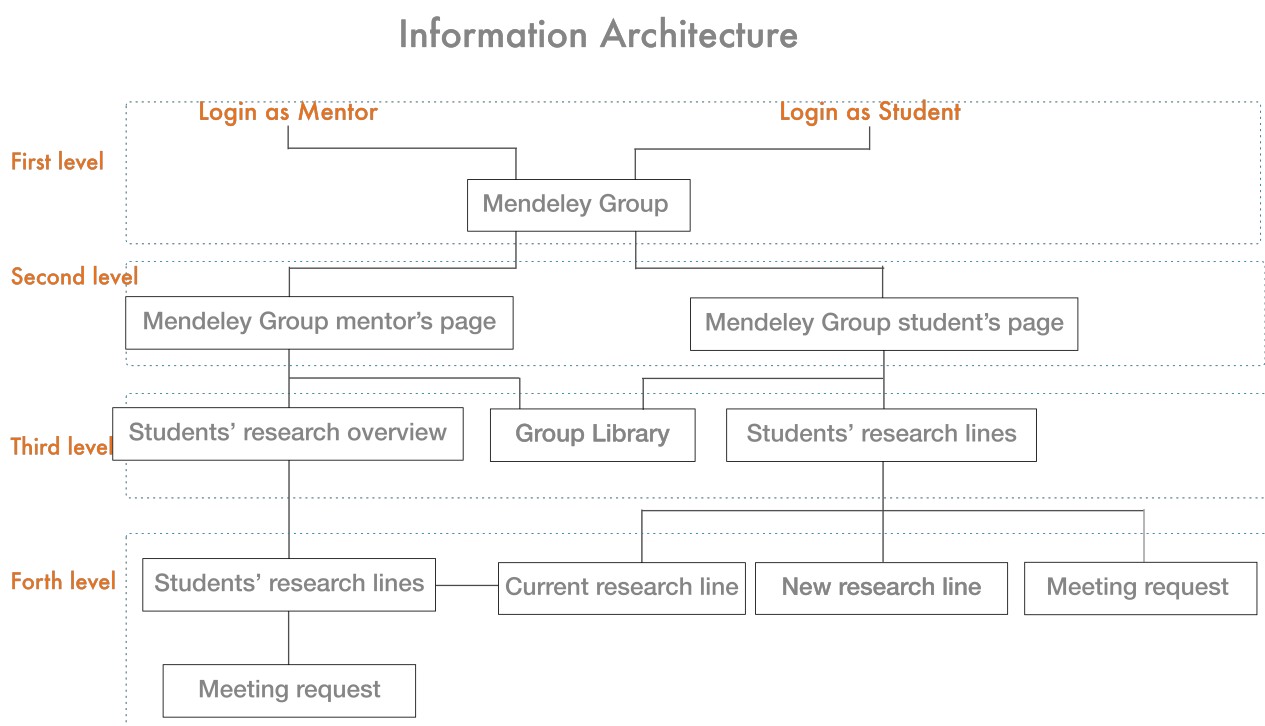 Information Architecture
Login as Mentor
Login as Student
First level
Mendeley Group
Second level
Mendeley Group mentor’s page
Mendeley Group student’s page
Third level
Students’ research overview
Group Library
Students’ research lines
Forth level
Students’ research lines
Current research line
New research line
Meeting request
Meeting request